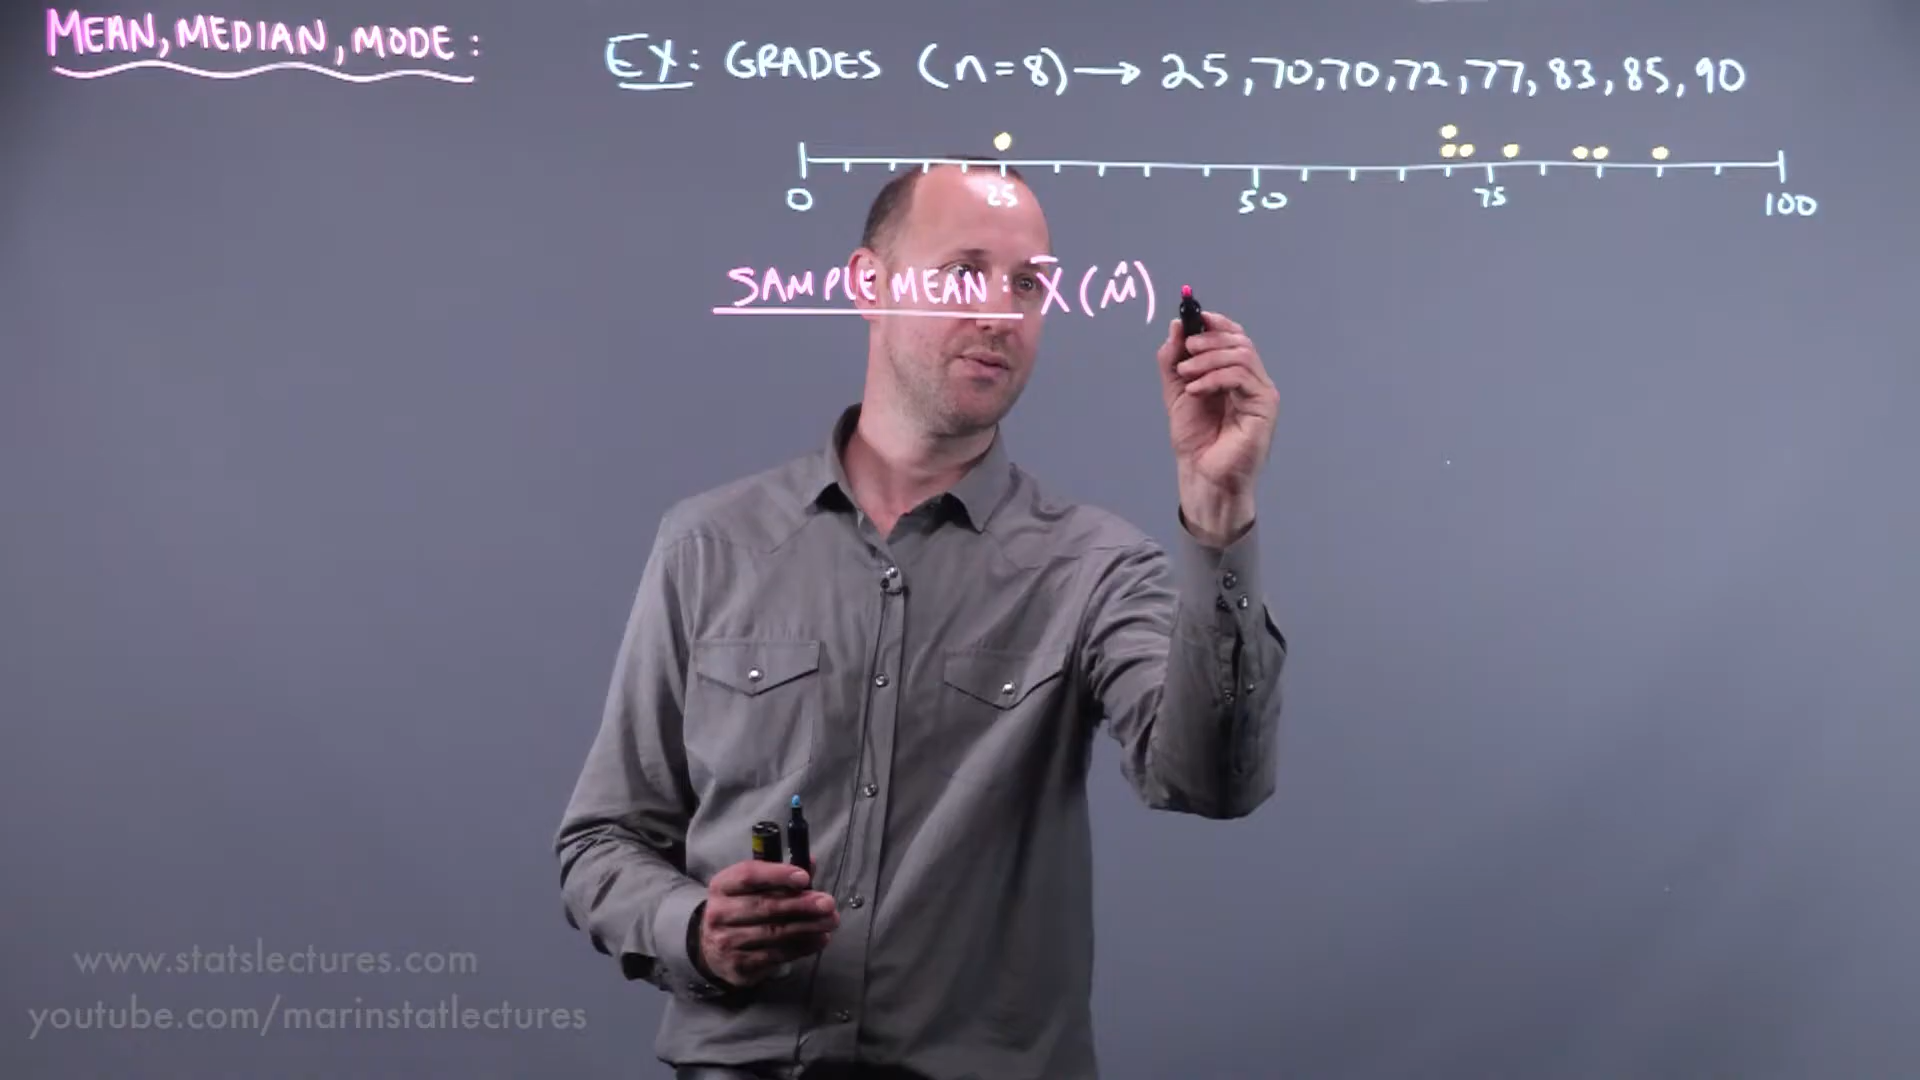 MEAN, MEDIAN, MODE:
EX: GRADES (n=8)→ 25,70,70,72,77,83,85,90
0 25 50 75 100
SAMPLE MEAN: X̄ (μ̂)
www.statslectures.com
youtube.com/marinstatlectures